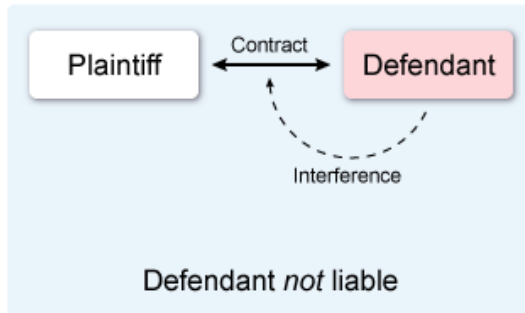 Contract
Plaintiff
Defendant
Interference
Defendant not liable